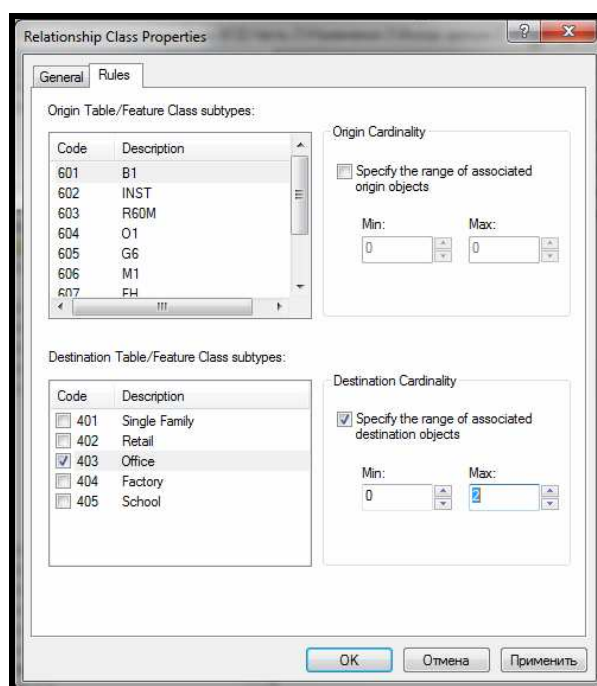 Relationship Class Properties
General Rules
Origin Table/Feature Class subtypes:
Code Description
601 B1
602 INST
603 R60M
604 O1
605 G6
606 M1
607 FH
Origin Cardinality
Specify the range of associated
origin objects
Min: Max:
0 0
Destination Table/Feature Class subtypes:
Code Description
401 Single Family
402 Retail
403 Office
404 Factory
405 School
Destination Cardinality
Specify the range of associated
destination objects
Min: Max:
0 2
OK Отмена Применить